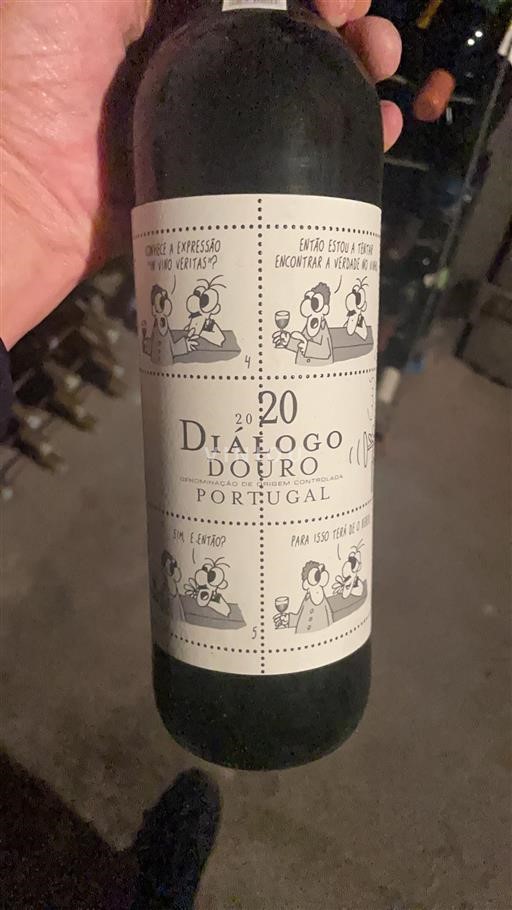 CONHECE A EXPRESSÃO
"IN VINO VERITAS"?
ENTÃO ESTOU A TENTAR
ENCONTRAR A VERDADE NO VINHO
4
2020
DIÁLOGO
DOURO
DENOMINAÇÃO DE ORIGEM CONTROLADA
PORTUGAL
SIM E ENTÃO?
PARA ISSO TERÁ DE O
5